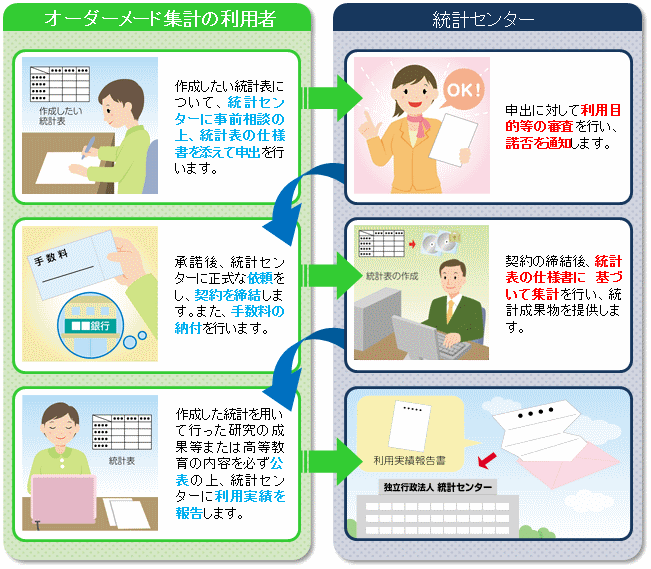 オーダーメード集計の利用者
統計センター
作成したい
統計表
作成したい統計表に
ついて、統計セン
ターに事前相談の
上、統計表の仕様
書を添えて申出を行
います。
OK!
申出に対して利用目
的等の審査を行い、
諾否を通知します。
手数料
■■銀行
承諾後、統計セン
ターに正式な依頼を
し、契約を締結しま
す。また、手数料の
納付を行います。
統計表の作成
契約の締結後、統計
表の仕様書に 基づ
いて集計を行い、統
計成果物を提供しま
す。
統計表
作成した統計を用い
て行った研究の成
果等または高等教
育の内容を必ず公
表の上、統計セン
ターに利用実績を
報告します。
利用実績報告書
独立行政法人 統計センター